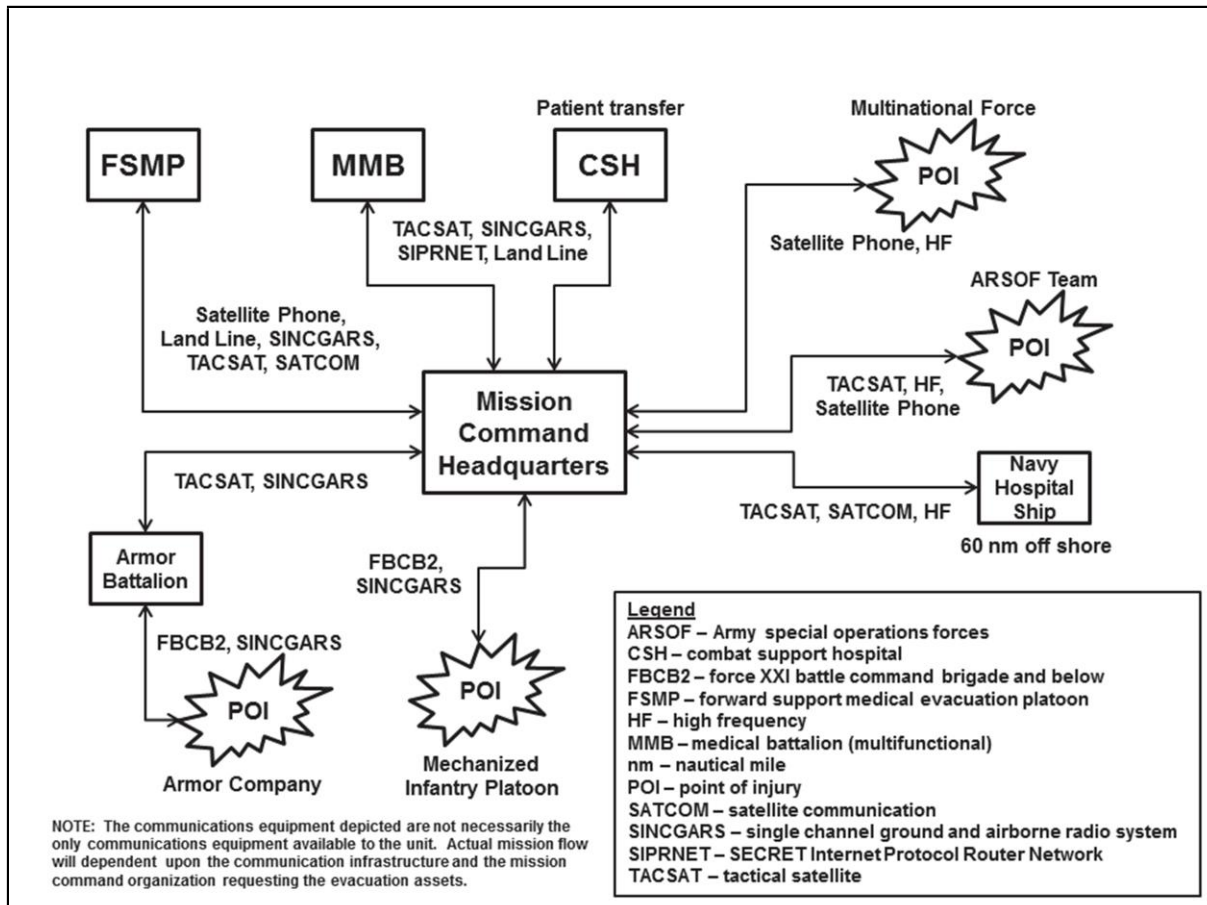 Patient transfer
Multinational Force
FSMP
MMB
CSH
POI
TACSAT, SINCGARS,
SIPRNET, Land Line
Satellite Phone, HF
ARSOF Team
POI
Satellite Phone,
Land Line, SINCGARS,
TACSAT, SATCOM
TACSAT, HF,
Satellite Phone
Mission
Command
Headquarters
TACSAT, SINCGARS
Navy
Hospital
Ship
TACSAT, SATCOM, HF
60 nm off shore
Armor
Battalion
FBCB2,
SINCGARS
FBCB2, SINCGARS
POI
Armor Company
POI
Mechanized
Infantry Platoon
NOTE: The communications equipment depicted are not necessarily the
only communications equipment available to the unit. Actual mission flow
will dependent upon the communication infrastructure and the mission
command organization requesting the evacuation assets.
Legend
ARSOF – Army special operations forces
CSH – combat support hospital
FBCB2 – force XXI battle command brigade and below
FSMP – forward support medical evacuation platoon
HF – high frequency
MMB – medical battalion (multifunctional)
nm – nautical mile
POI – point of injury
SATCOM – satellite communication
SINCGARS – single channel ground and airborne radio system
SIPRNET – SECRET Internet Protocol Router Network
TACSAT – tactical satellite